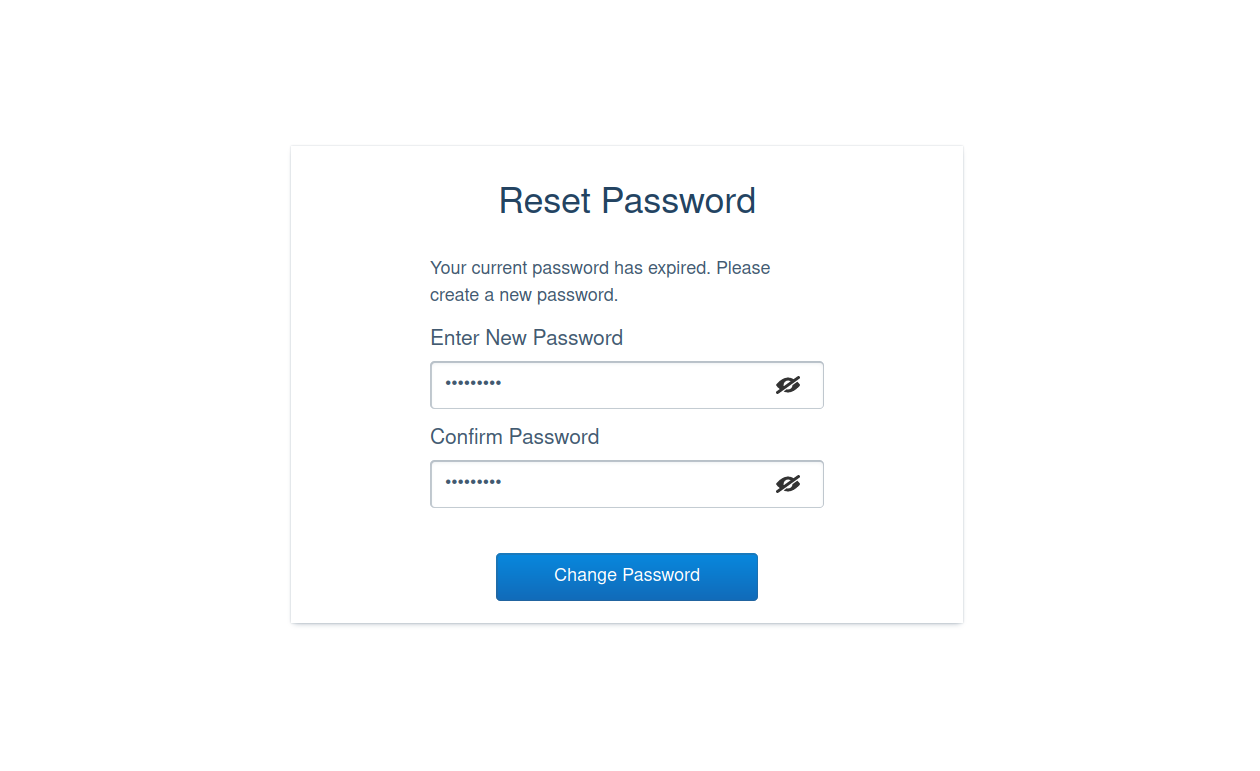 Reset Password
Your current password has expired. Please
create a new password.
Enter New Password
•••••••••
Confirm Password
•••••••••
Change Password